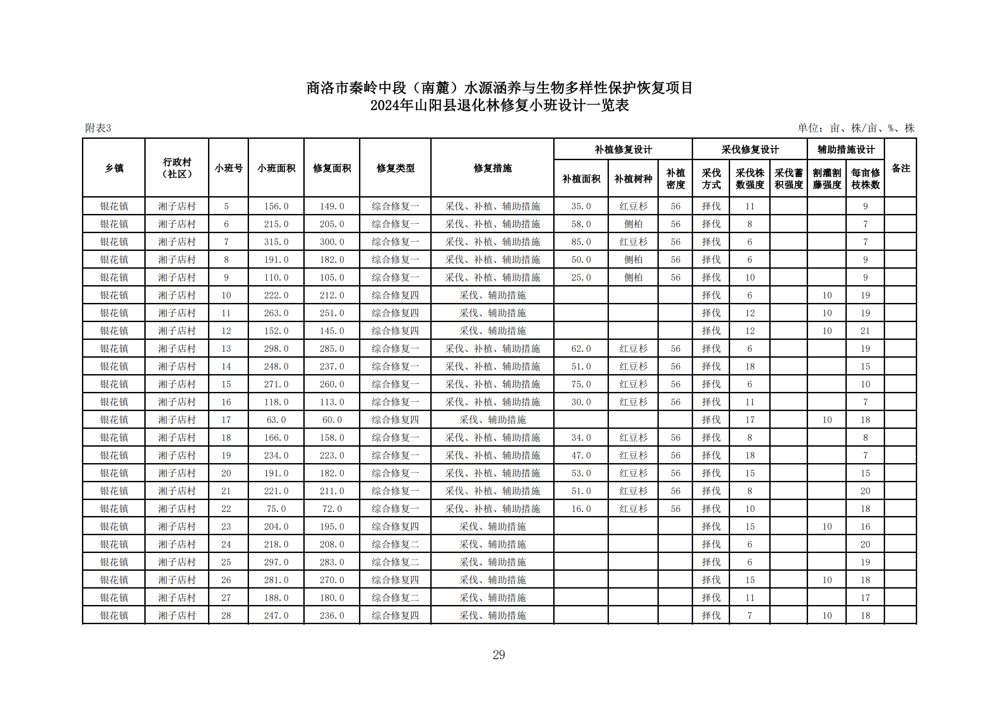 商洛市秦岭中段（南麓）水源涵养与生物多样性保护恢复项目
2024年山阳县退化林修复小班设计一览表
附表3 单位：亩、株/亩、%、株
乡镇 行政村（社区） 小班号 小班面积 修复面积 修复类型 修复措施 补植修复设计 采伐修复设计 辅助措施设计 备注
补植面积 补植树种 补植密度 采伐方式 采伐株数强度 采伐蓄积强度 割灌割藤强度 每亩修枝株数
银花镇 湘子店村 5 156.0 149.0 综合修复一 采伐、补植、辅助措施 35.0 红豆杉 56 择伐 11 9
银花镇 湘子店村 6 215.0 205.0 综合修复一 采伐、补植、辅助措施 58.0 侧柏 56 择伐 8 7
银花镇 湘子店村 7 315.0 300.0 综合修复一 采伐、补植、辅助措施 85.0 红豆杉 56 择伐 6 7
银花镇 湘子店村 8 191.0 182.0 综合修复一 采伐、补植、辅助措施 50.0 侧柏 56 择伐 6 9
银花镇 湘子店村 9 110.0 105.0 综合修复一 采伐、补植、辅助措施 25.0 侧柏 56 择伐 10 9
银花镇 湘子店村 10 222.0 212.0 综合修复四 采伐、辅助措施 择伐 6 10 19
银花镇 湘子店村 11 263.0 251.0 综合修复四 采伐、辅助措施 择伐 12 10 19
银花镇 湘子店村 12 152.0 145.0 综合修复四 采伐、辅助措施 择伐 12 10 21
银花镇 湘子店村 13 298.0 285.0 综合修复一 采伐、补植、辅助措施 62.0 红豆杉 56 择伐 6 19
银花镇 湘子店村 14 248.0 237.0 综合修复一 采伐、补植、辅助措施 51.0 红豆杉 56 择伐 18 15
银花镇 湘子店村 15 271.0 260.0 综合修复一 采伐、补植、辅助措施 75.0 红豆杉 56 择伐 6 10
银花镇 湘子店村 16 118.0 113.0 综合修复一 采伐、补植、辅助措施 30.0 红豆杉 56 择伐 11 7
银花镇 湘子店村 17 63.0 60.0 综合修复四 采伐、辅助措施 择伐 17 10 18
银花镇 湘子店村 18 166.0 158.0 综合修复一 采伐、补植、辅助措施 34.0 红豆杉 56 择伐 8 8
银花镇 湘子店村 19 234.0 223.0 综合修复一 采伐、补植、辅助措施 47.0 红豆杉 56 择伐 18 7
银花镇 湘子店村 20 191.0 182.0 综合修复一 采伐、补植、辅助措施 53.0 红豆杉 56 择伐 15 15
银花镇 湘子店村 21 221.0 211.0 综合修复一 采伐、补植、辅助措施 51.0 红豆杉 56 择伐 8 20
银花镇 湘子店村 22 75.0 72.0 综合修复一 采伐、补植、辅助措施 16.0 红豆杉 56 择伐 10 18
银花镇 湘子店村 23 204.0 195.0 综合修复四 采伐、辅助措施 择伐 15 10 16
银花镇 湘子店村 24 218.0 208.0 综合修复二 采伐、辅助措施 择伐 6 20
银花镇 湘子店村 25 297.0 283.0 综合修复二 采伐、辅助措施 择伐 6 19
银花镇 湘子店村 26 281.0 270.0 综合修复四 采伐、辅助措施 择伐 15 10 18
银花镇 湘子店村 27 188.0 180.0 综合修复二 采伐、辅助措施 择伐 11 17
银花镇 湘子店村 28 247.0 236.0 综合修复四 采伐、辅助措施 择伐 7 10 18
29